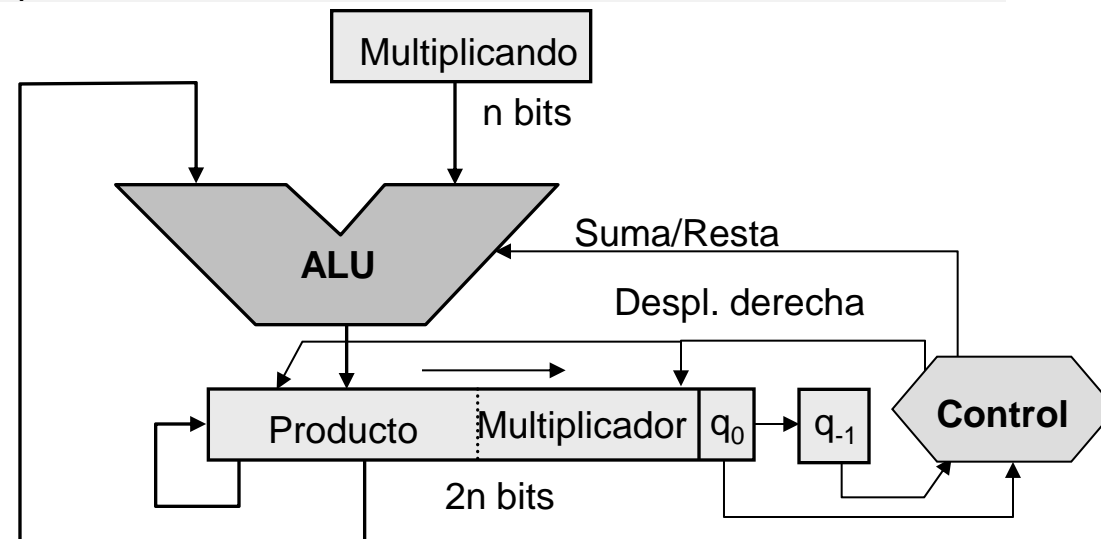 Multiplicando
n bits
Suma/Resta
ALU
Despl. derecha
Producto
Multiplicador
q0
q-1
Control
2n bits